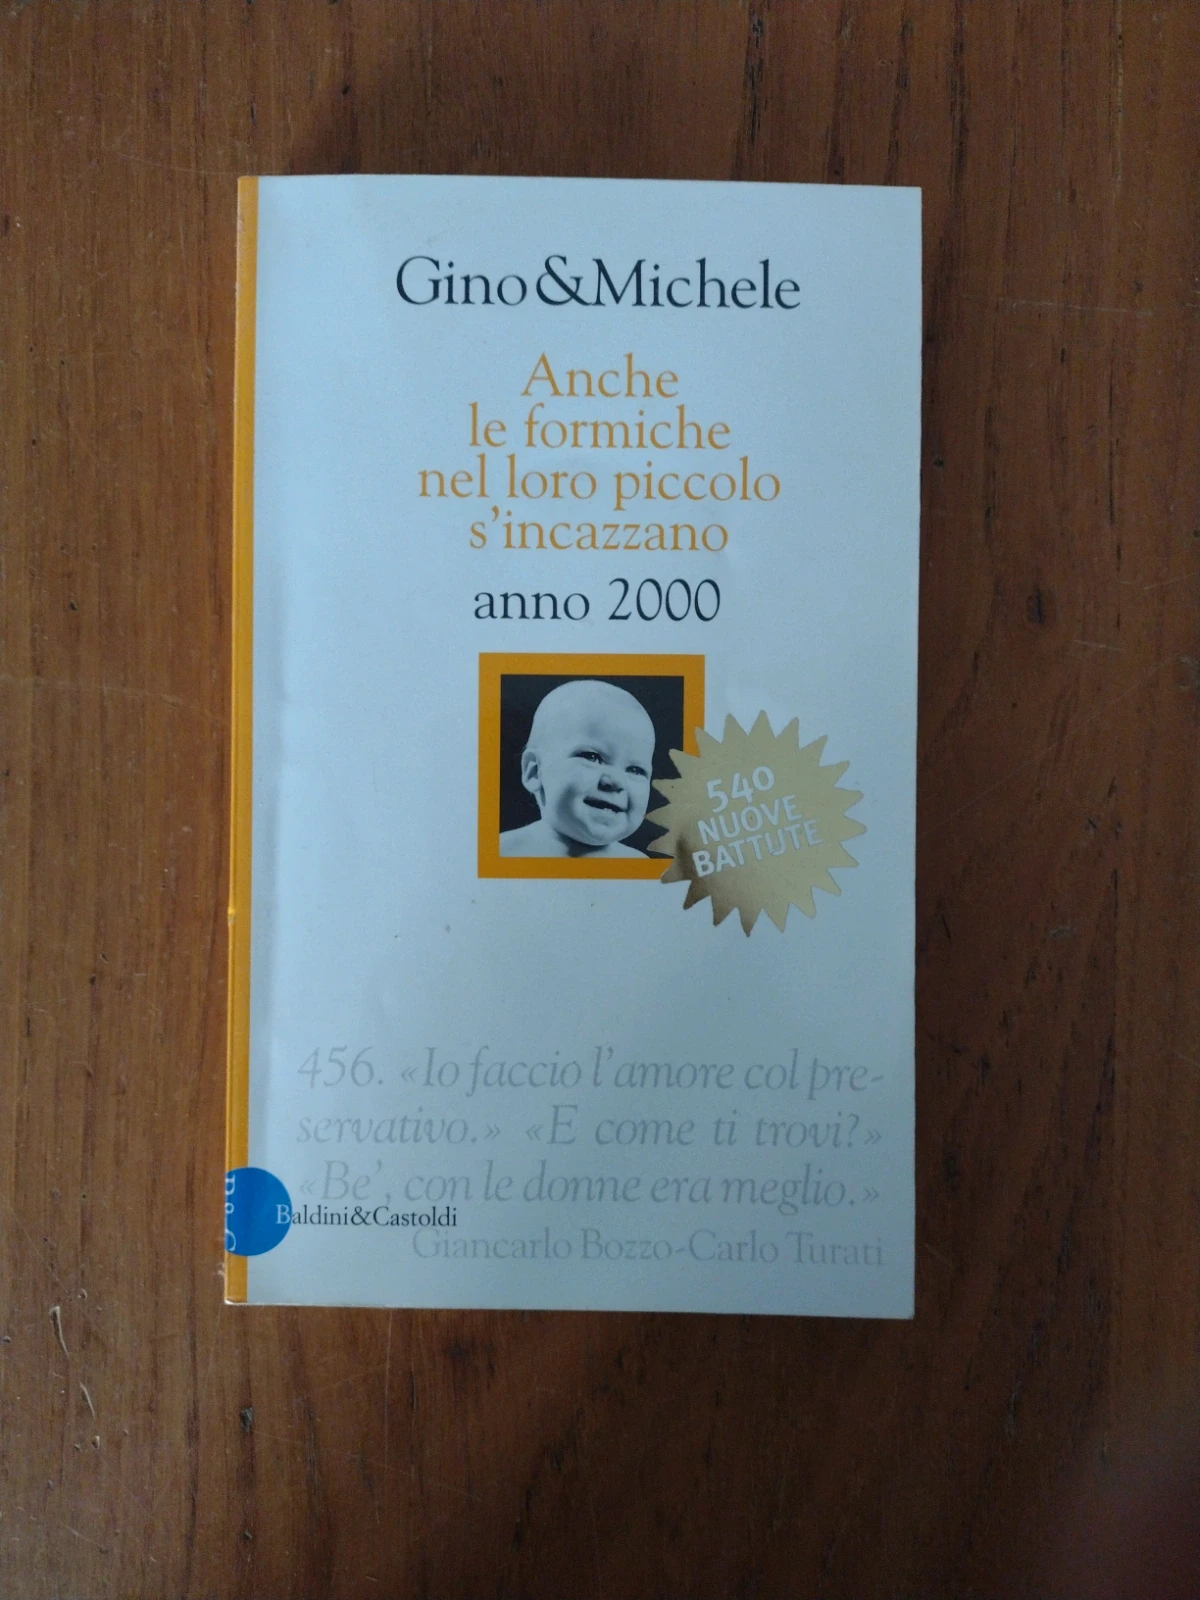 Gino&Michele
Anche
le formiche
nel loro piccolo
s'incazzano
anno 2000
540
NUOVE
BATTUTE
456. «Io faccio l'amore col pre-
servativo.» «E come ti trovi?»
«Be', con le donne era meglio.»
Baldini&Castoldi
Giancarlo Bozzo-Carlo Turati
B&C